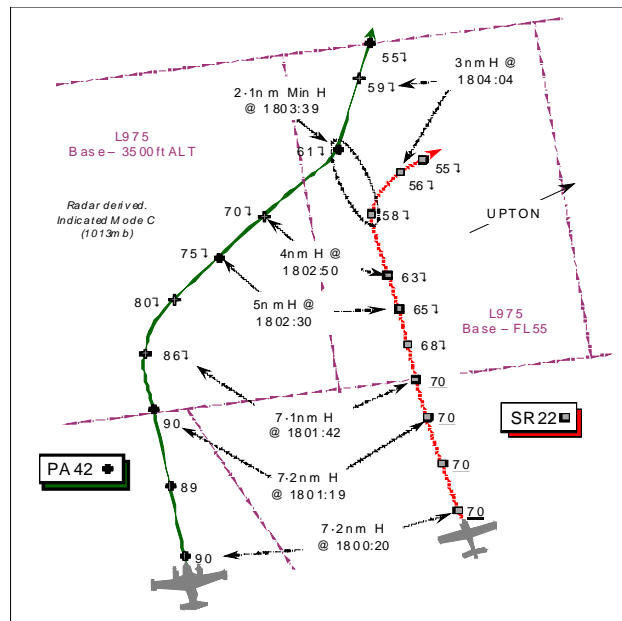 55↴
3nm H @
1804:04
59↴
2·1nm Min H
@ 1803:39
L975
Base – 3500ft ALT
61↴
55↴
56↴
Radar derived.
Indicated Mode C
(1013mb)
70↴
58↴
UPTON
75↴
4nm H @
1802:50
63↴
80↴
5nm H @
1802:30
65↴
L975
Base – FL55
68↴
86↴
70
7·1nm H
@ 1801:42
90
70
SR22
PA42
7·2nm H
@ 1801:19
89
70
7·2nm H
@ 1800:20
70
90